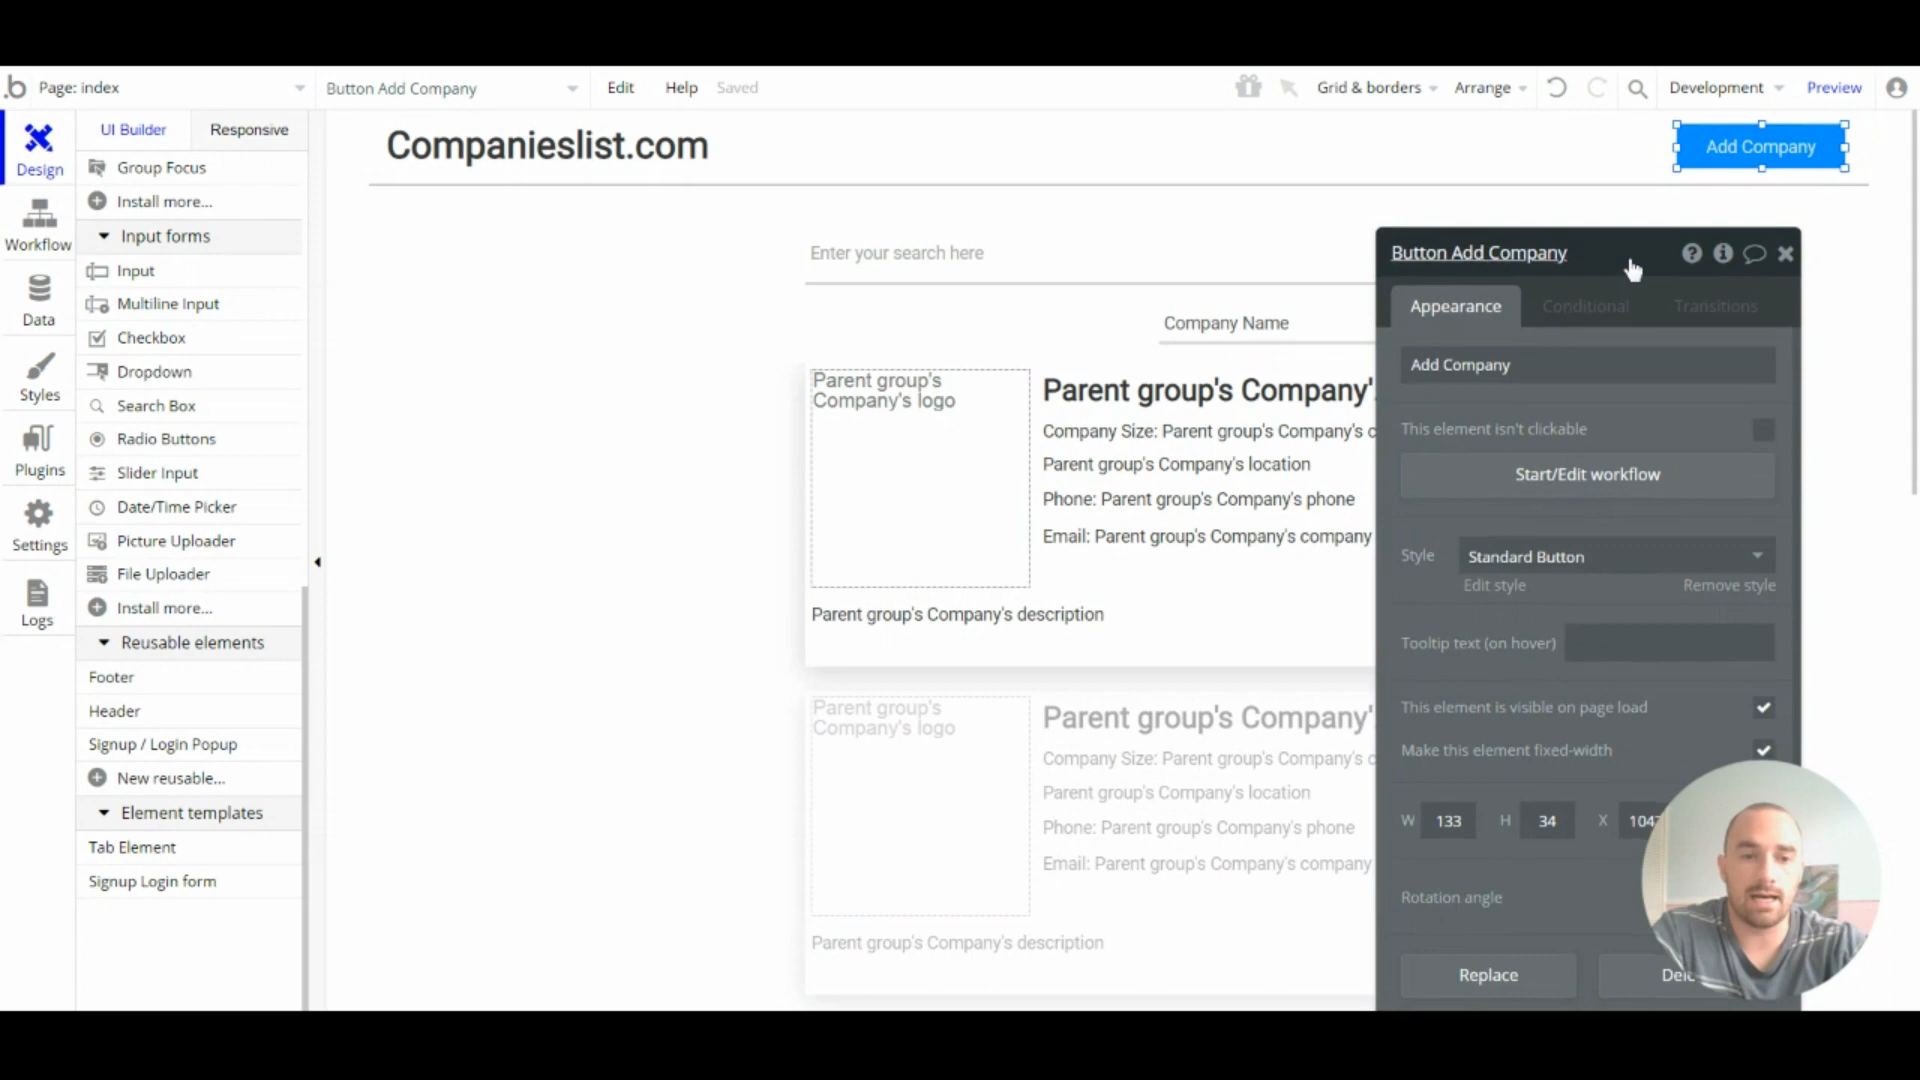 .b Page: index
Button Add Company
Edit
Help
Saved
Grid & borders
Arrange
Development
Preview
Design
Workflow
Data
Styles
Plugins
Settings
Logs
UI Builder
Responsive
Group Focus
Install more...
Input forms
Input
Multiline Input
Checkbox
Dropdown
Search Box
Radio Buttons
Slider Input
Date/Time Picker
Picture Uploader
File Uploader
Install more...
Reusable elements
Footer
Header
Signup / Login Popup
New reusable...
Element templates
Tab Element
Signup Login form
Companieslist.com
Add Company
Enter your search here
Company Name
Parent group's
Company's logo
Parent group's Company'
Company Size: Parent group's Company's c
Parent group's Company's location
Phone: Parent group's Company's phone
Email: Parent group's Company's company
Parent group's Company's description
Parent group's
Company's logo
Parent group's Company'
Company Size: Parent group's Company's c
Parent group's Company's location
Phone: Parent group's Company's phone
Email: Parent group's Company's company
Parent group's Company's description
Button Add Company
Appearance
Conditional
Transitions
Add Company
This element isn't clickable
Start/Edit workflow
Style
Standard Button
Edit style
Remove style
Tooltip text (on hover)
This element is visible on page load
Make this element fixed-width
W 133 H 34 X 104
Rotation angle
Replace